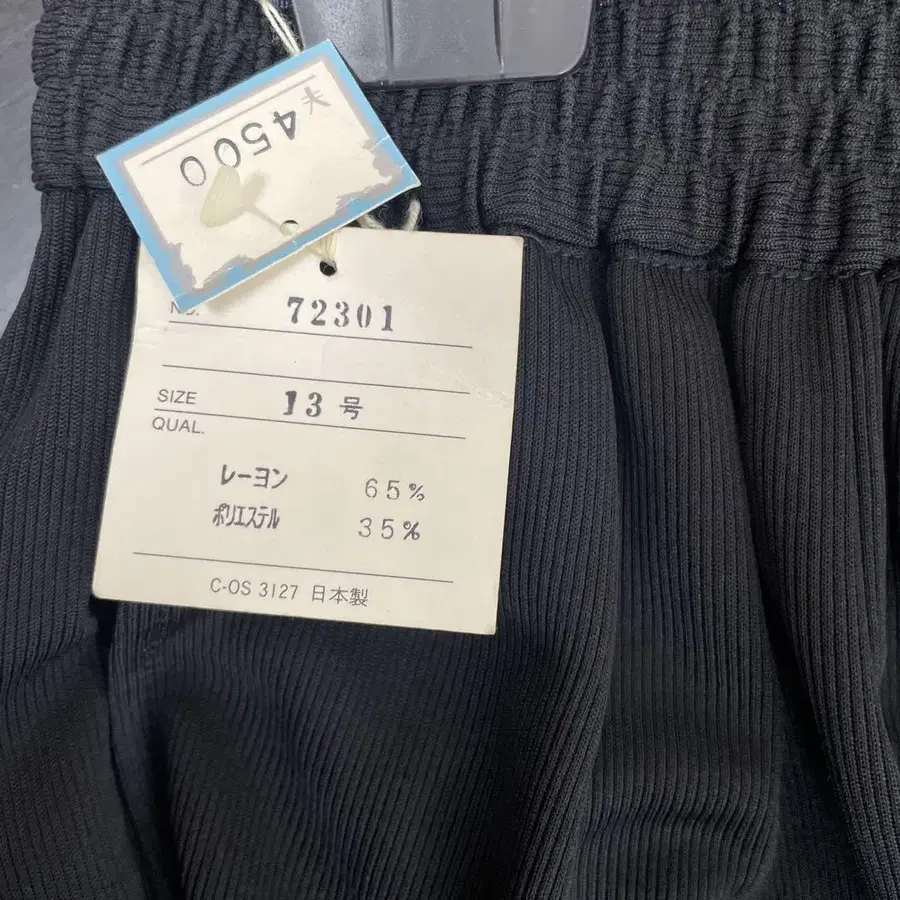 ¥4500
No. 72301
SIZE 13号
QUAL.
レーヨン 65%
ポリエステル 35%
C-OS 3127 日本製